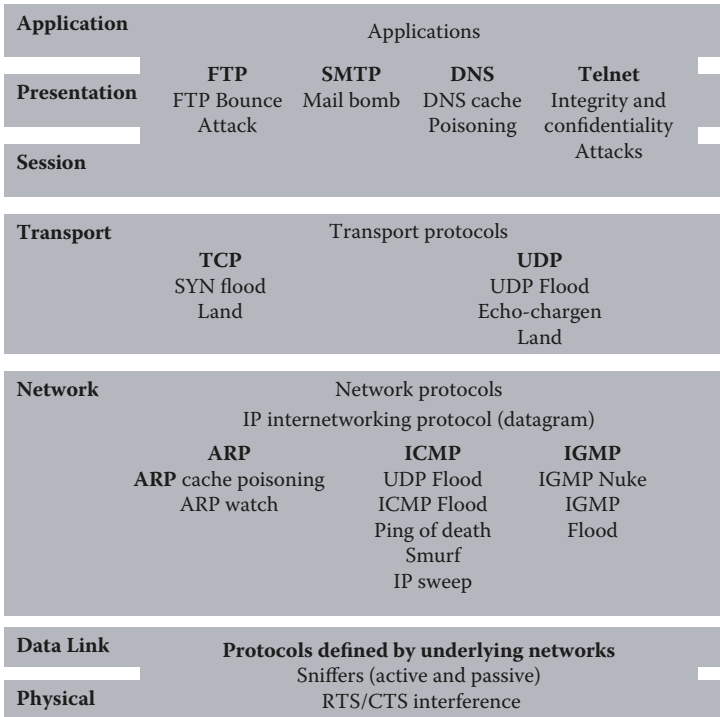 Application
Applications
FTP SMTP DNS Telnet
Presentation
FTP Bounce Mail bomb DNS cache Integrity and
Attack Poisoning confidentiality
Attacks
Session
Transport
Transport protocols
TCP UDP
SYN flood UDP Flood
Land Echo-chargen
Land
Network
Network protocols
IP internetworking protocol (datagram)
ARP ICMP IGMP
ARP cache poisoning UDP Flood IGMP Nuke
ARP watch ICMP Flood IGMP
Ping of death Flood
Smurf
IP sweep
Data Link
Protocols defined by underlying networks
Sniffers (active and passive)
Physical
RTS/CTS interference